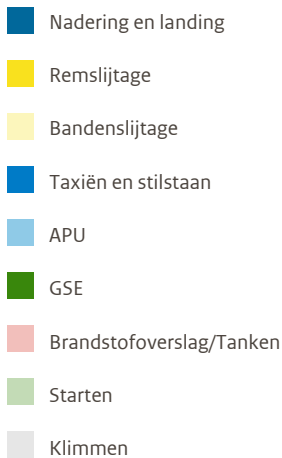 Nadering en landing
Remslijtage
Bandenslijtage
Taxiën en stilstaan
APU
GSE
Brandstofoverslag/Tanken
Starten
Klimmen